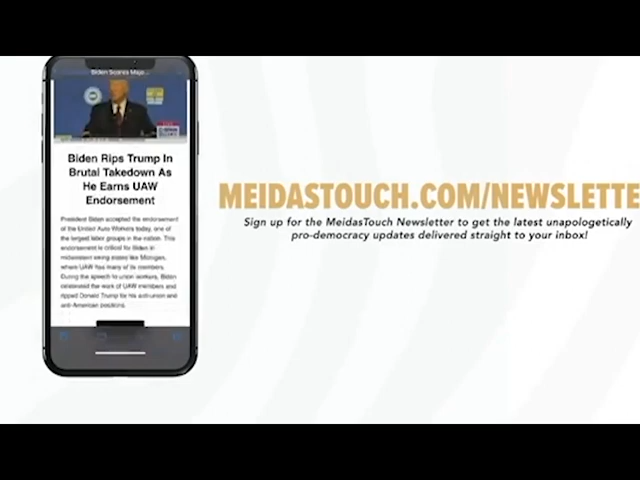 Biden Scores Majo...
Biden Rips Trump In
Brutal Takedown As
He Earns UAW
Endorsement
President Biden accepted the endorsement
of the United Auto Workers today, one of
the largest labor groups in the nation. This
endorsement is critical for Biden in
midwestern swing states like Michigan,
where UAW has many of its members.
During the speech to union workers, Biden
celebrated the work of UAW members and
ripped Donald Trump for his anti-union and
anti-American positions.
MEIDASTOUCH.COM/NEWSLETTE
Sign up for the MeidasTouch Newsletter to get the latest unapologetically
pro-democracy updates delivered straight to your inbox!